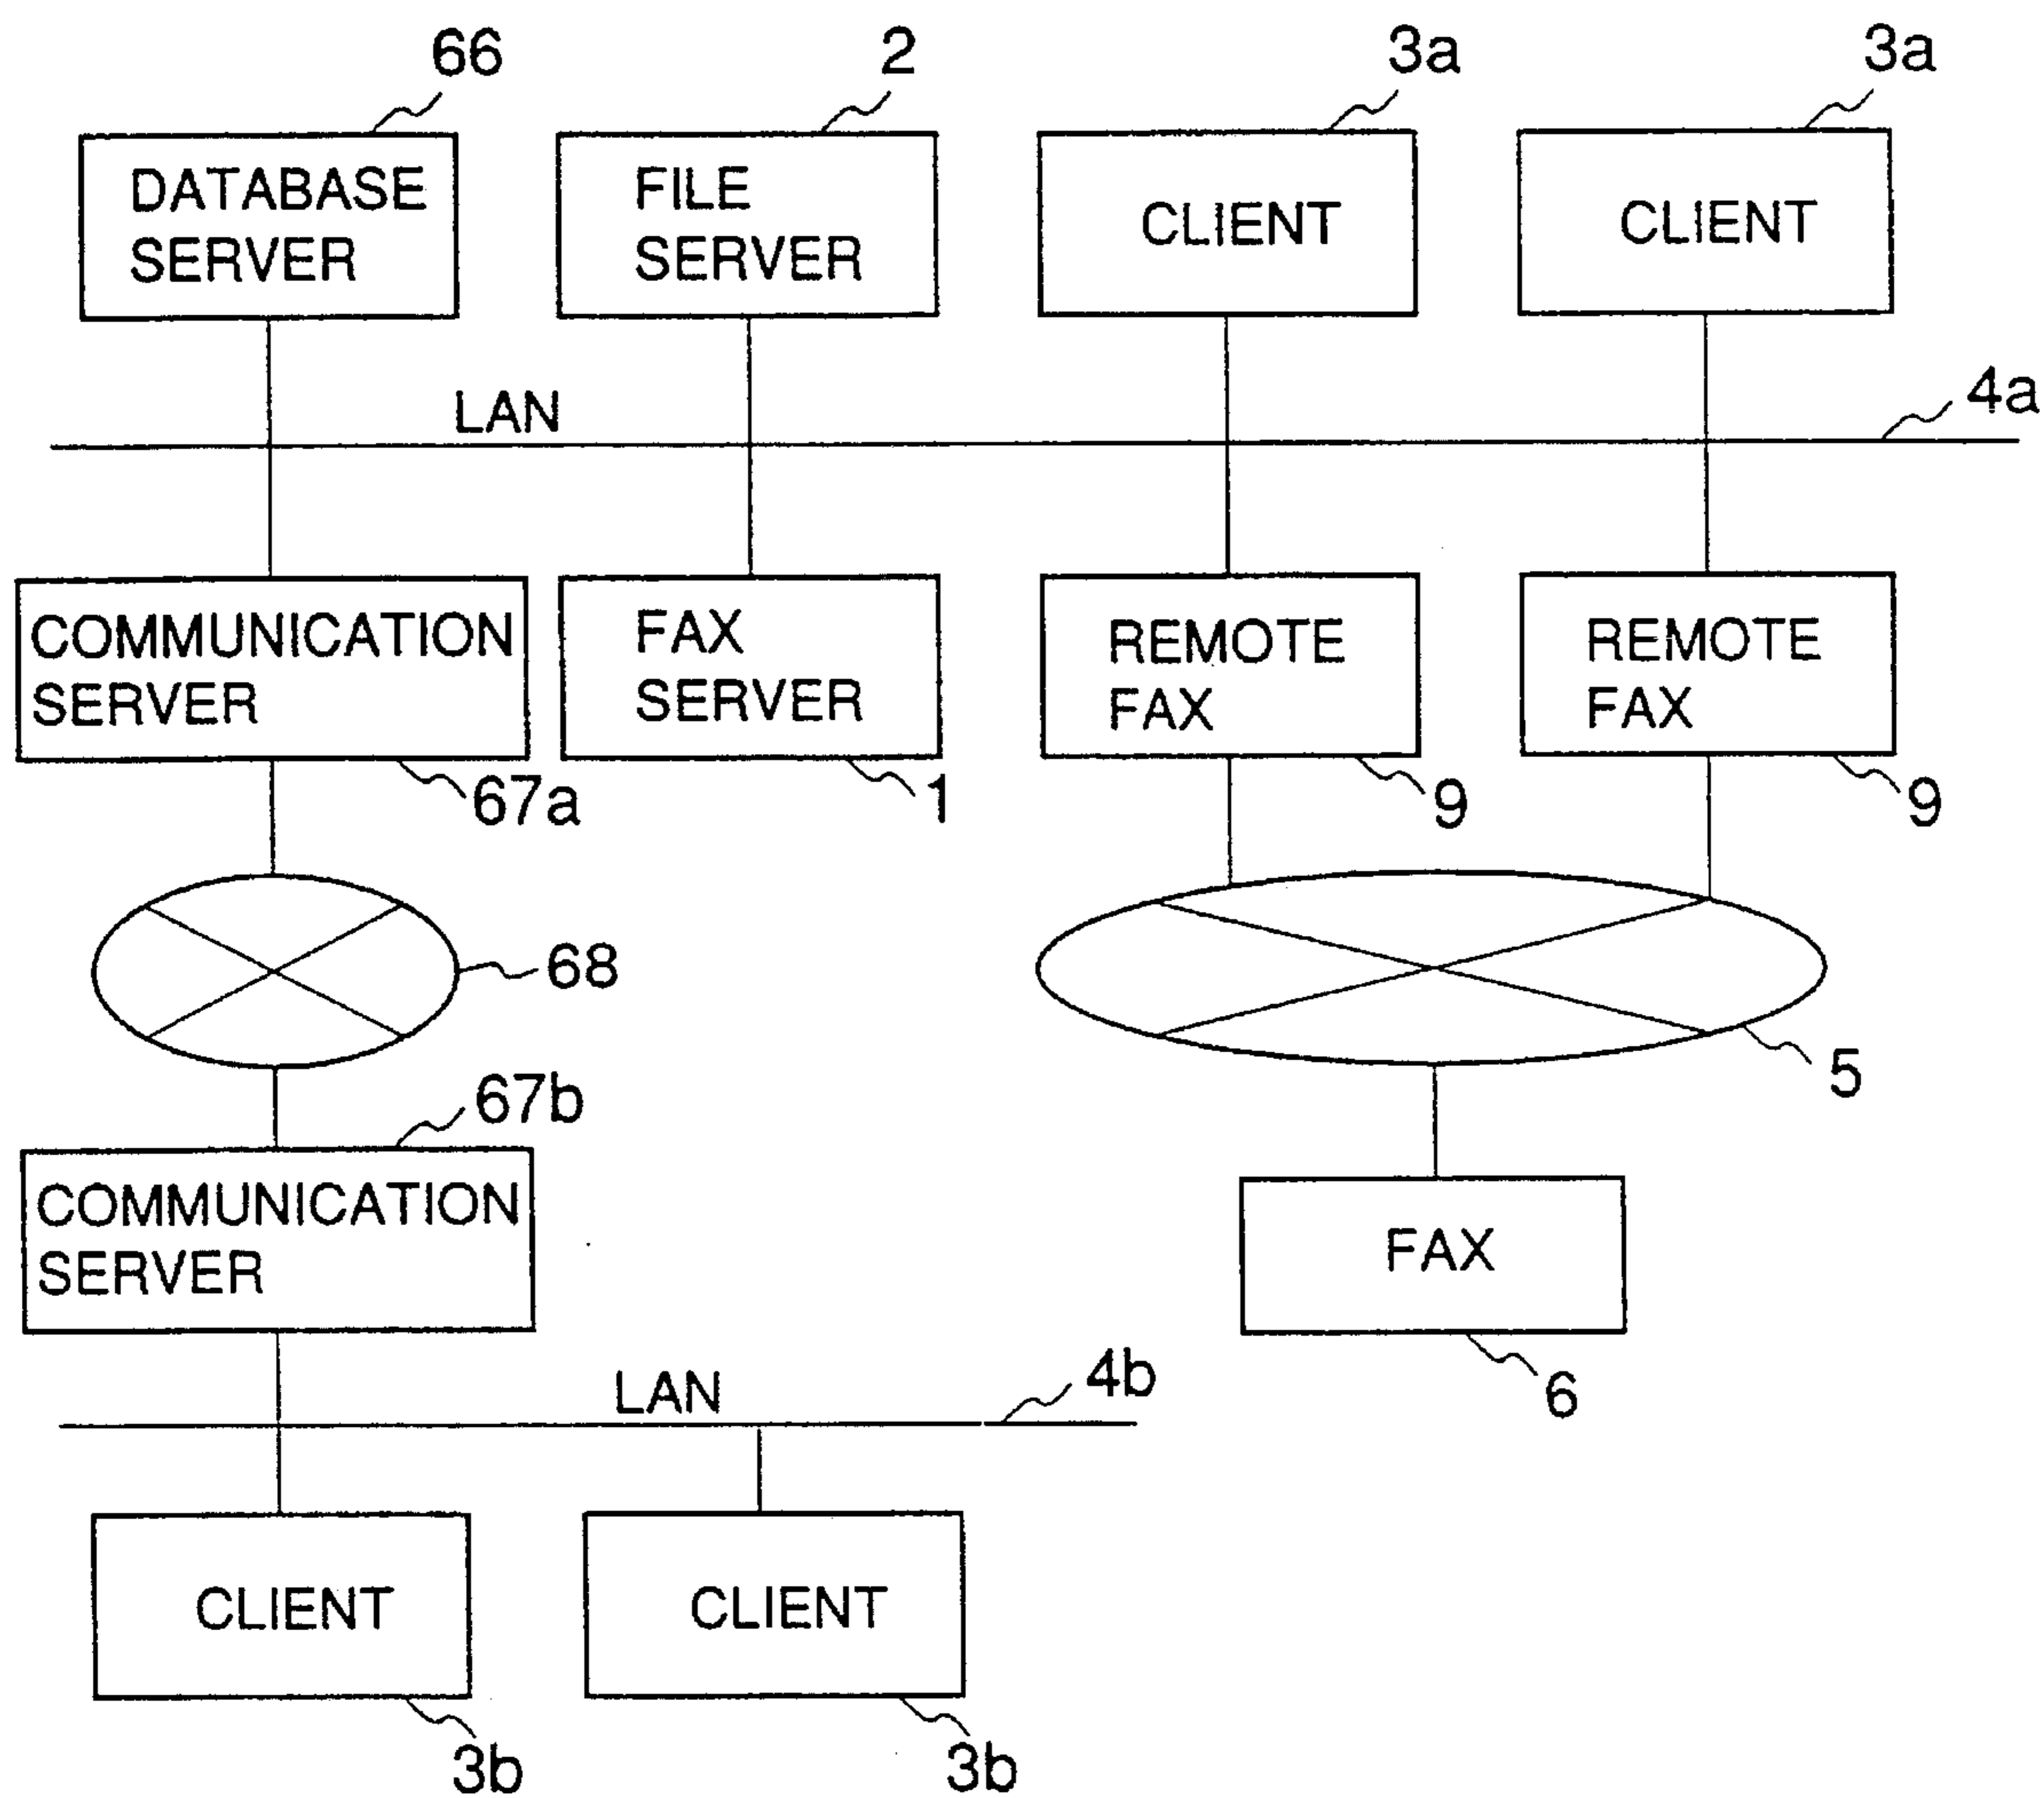 66
2
3a
3a
DATABASE
SERVER
FILE
SERVER
CLIENT
CLIENT
LAN
4a
COMMUNICATION
SERVER
FAX
SERVER
REMOTE
FAX
REMOTE
FAX
67a
1
9
9
68
5
67b
COMMUNICATION
SERVER
FAX
6
LAN
4b
CLIENT
CLIENT
3b
3b